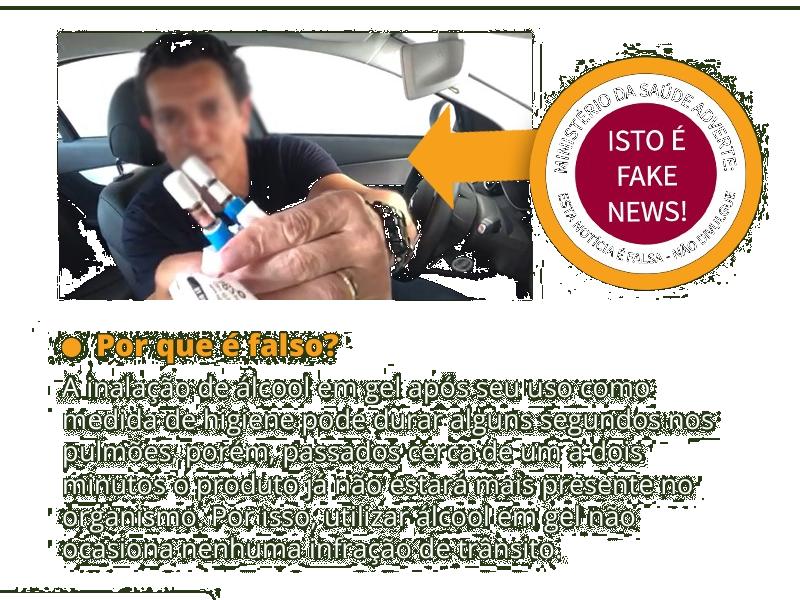 MINISTÉRIO DA SAÚDE ADVERTE:
ISTO É
FAKE
NEWS!
ESTA NOTÍCIA É FALSA - NÃO DIVULGUE
● Por que é falso?
A inalação de álcool em gel após seu uso como
medida de higiene pode durar alguns segundos nos
pulmões, porém, passados cerca de um a dois
minutos o produto já não estará mais presente no
organismo. Por isso, utilizar álcool em gel não
ocasiona nenhuma infração de trânsito.